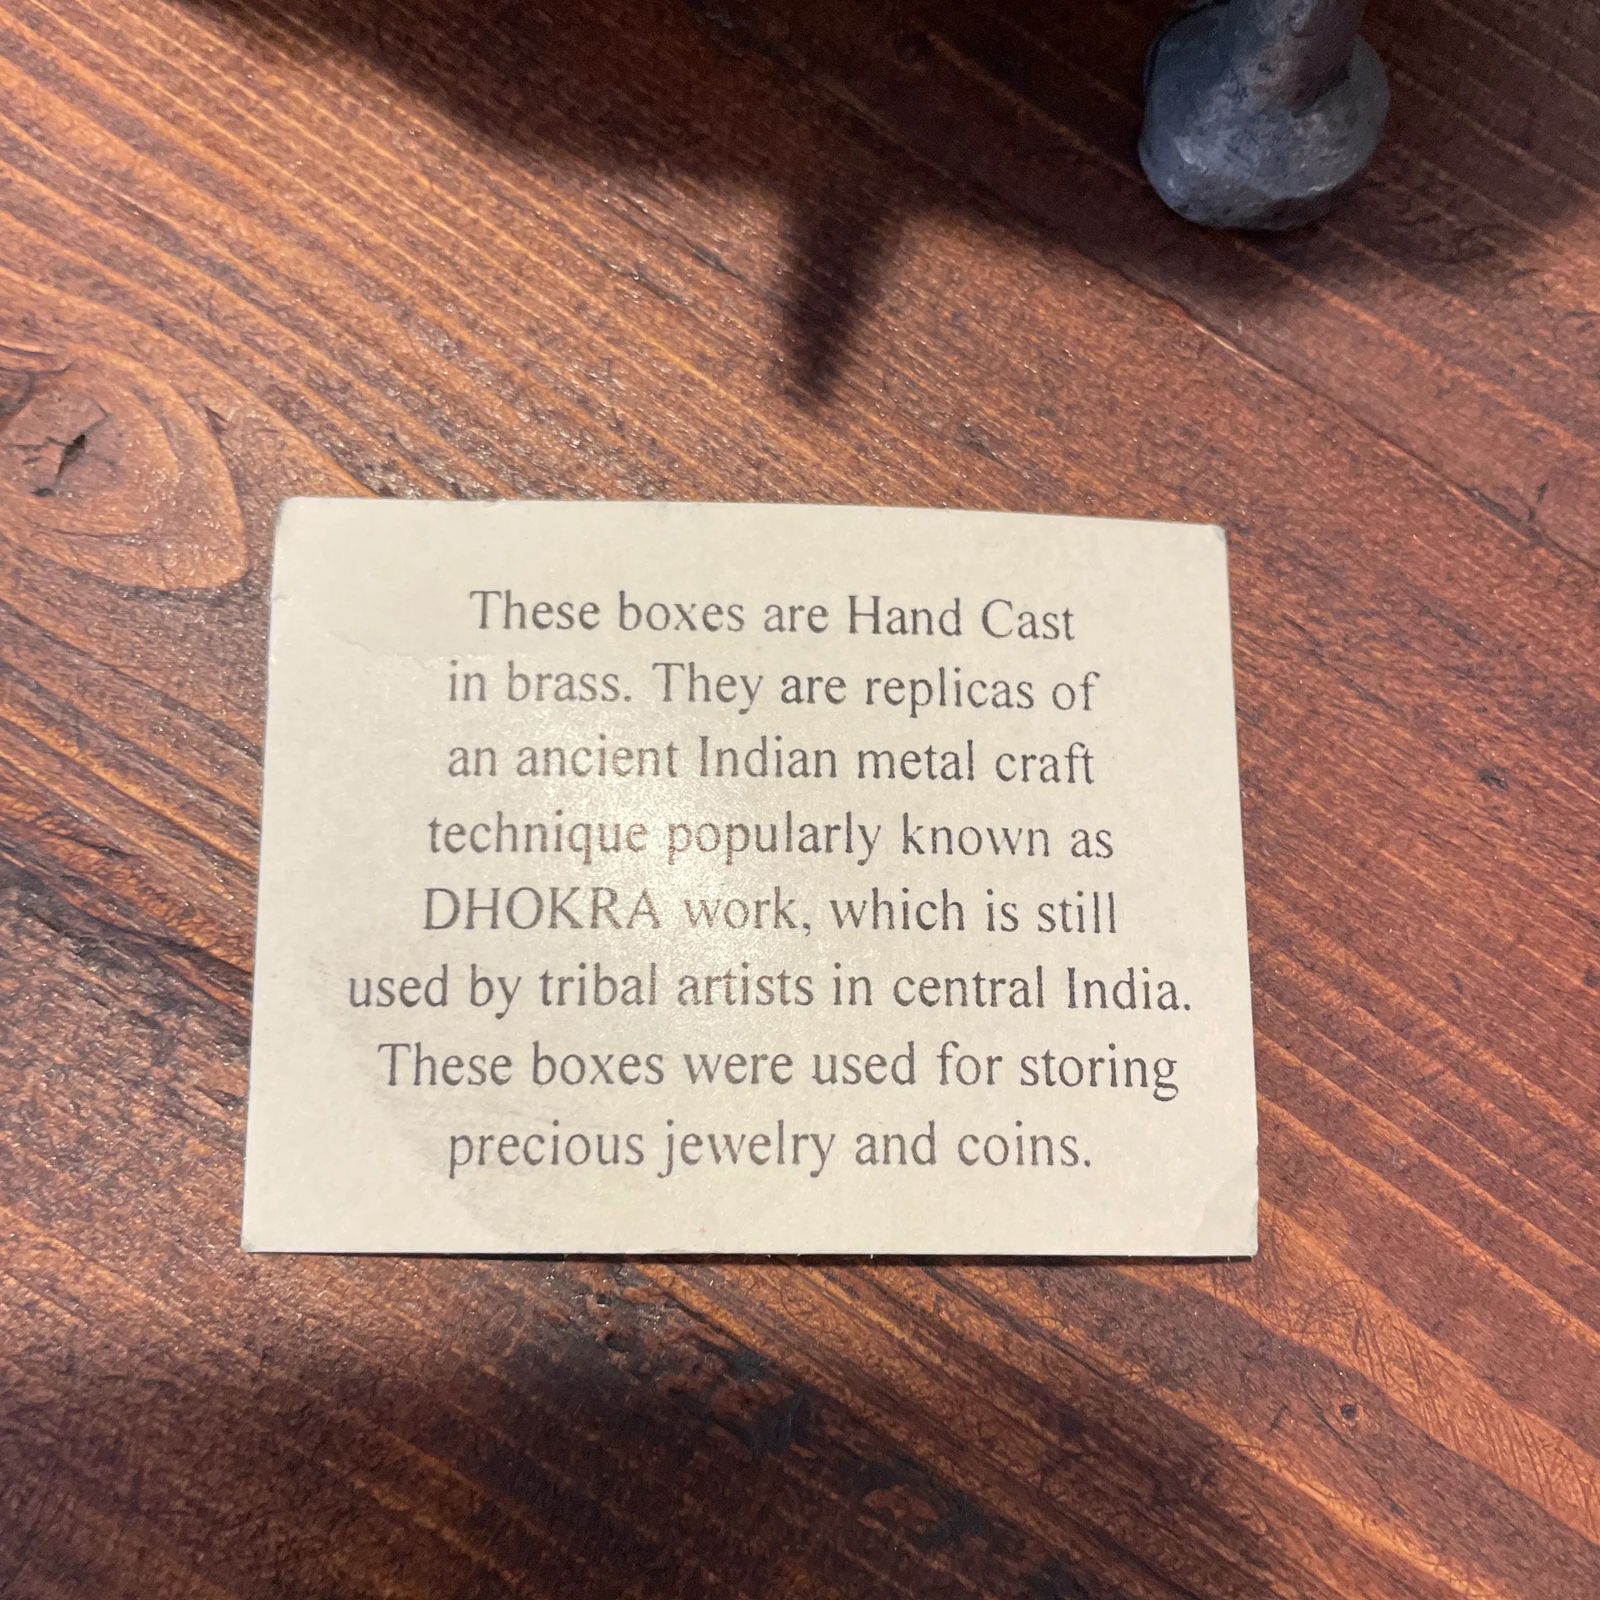 These boxes are Hand Cast
in brass. They are replicas of
an ancient Indian metal craft
technique popularly known as
DHOKRA work, which is still
used by tribal artists in central India.
These boxes were used for storing
precious jewelry and coins.